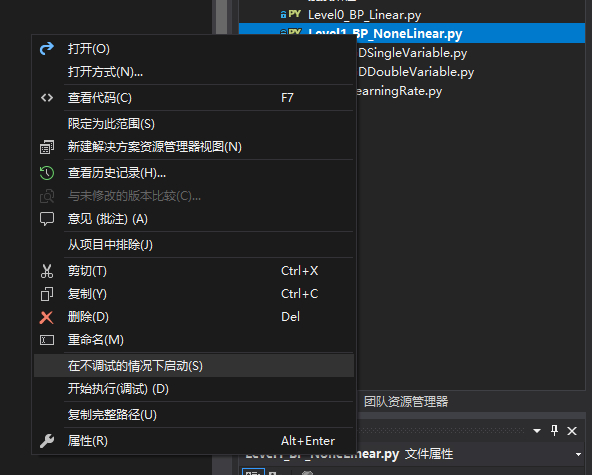 Level0_BP_Linear.py
Level1_BP_NoneLinear.py
DSingleVariable.py
DDoubleVariable.py
earningRate.py
打开(O)
打开方式(N)...
查看代码(C) F7
限定为此范围(S)
新建解决方案资源管理器视图(N)
查看历史记录(H)...
与未修改的版本比较(C)...
意见 (批注) (A)
从项目中排除(J)
剪切(T) Ctrl+X
复制(Y) Ctrl+C
删除(D) Del
重命名(M)
在不调试的情况下启动(S)
开始执行(调试) (D)
复制完整路径(U)
属性(R) Alt+Enter
团队资源管理器
Level1_BP_NoneLinear.py 文件属性